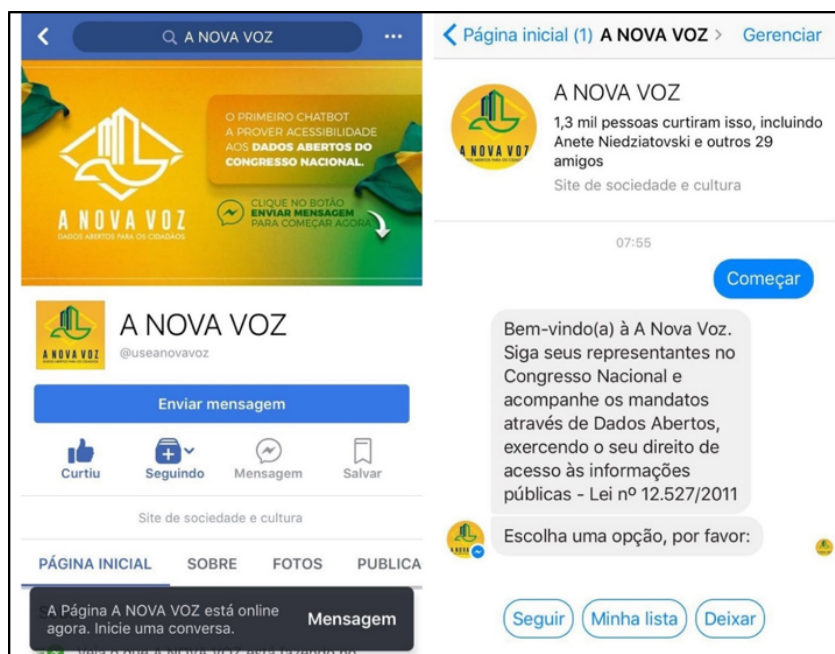 A NOVA VOZ
O PRIMEIRO CHATBOT
A PROVER ACESSIBILIDADE
AOS DADOS ABERTOS DO
CONGRESSO NACIONAL.
CLIQUE NO BOTÃO
ENVIAR MENSAGEM
PARA COMEÇAR AGORA
A NOVA VOZ
DADOS ABERTOS PARA OS CIDADÃOS
A NOVA VOZ
A NOVA VOZ
@useanovavoz
Enviar mensagem
Curtiu
Seguindo
Mensagem
Salvar
Site de sociedade e cultura
PÁGINA INICIAL
SOBRE
FOTOS
PUBLICA
A Página A NOVA VOZ está online
agora. Inicie uma conversa.
Mensagem
Página inicial (1)
A NOVA VOZ >
Gerenciar
A NOVA VOZ
A NOVA VOZ
1,3 mil pessoas curtiram isso, incluindo
Anete Niedziatovski e outros 29
amigos
Site de sociedade e cultura
07:55
Começar
Bem-vindo(a) à A Nova Voz.
Siga seus representantes no
Congresso Nacional e
acompanhe os mandatos
através de Dados Abertos,
exercendo o seu direito de
acesso às informações
públicas - Lei nº 12.527/2011
Escolha uma opção, por favor:
Seguir
Minha lista
Deixar